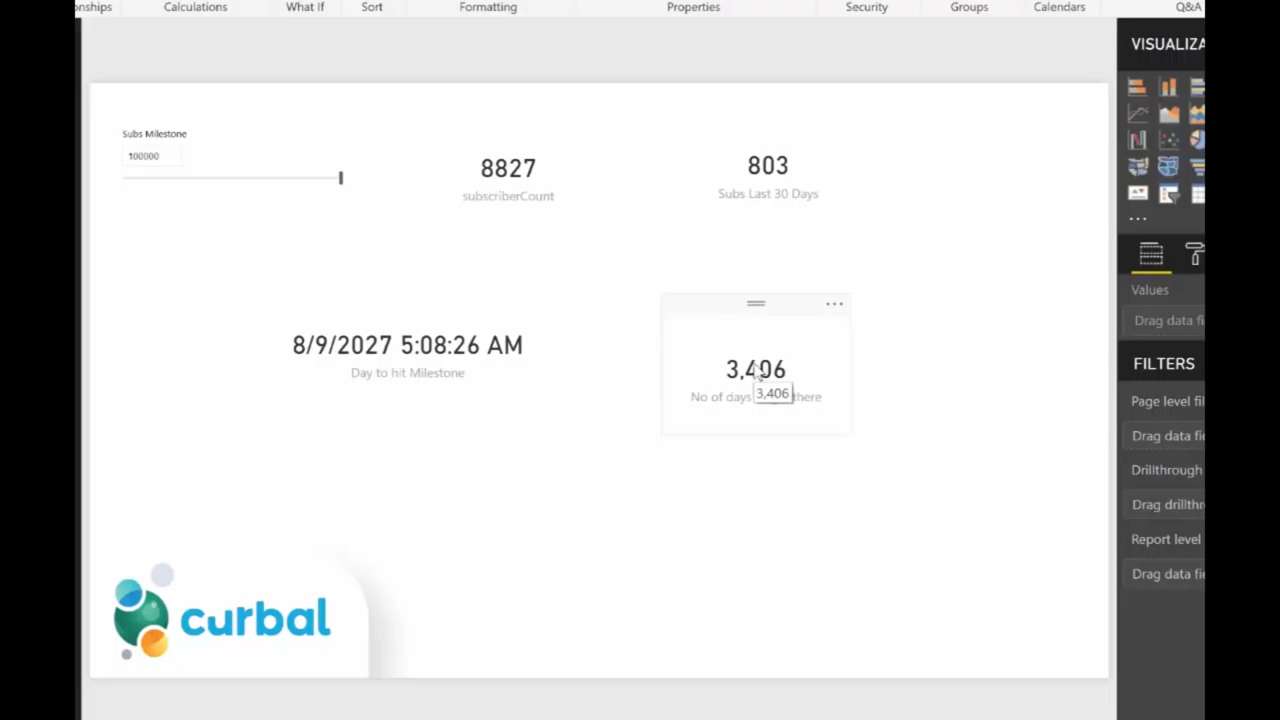 nships Calculations What If Sort Formatting Properties Security Groups Calendars Q&A
VISUALIZA
Subs Milestone
100000
8827
subscriberCount
803
Subs Last 30 Days
Values
Drag data fi
8/9/2027 5:08:26 AM
Day to hit Milestone
3,406
3,406
No of days there
FILTERS
Page level fil
Drag data fie
Drillthrough
Drag drillthr
Report level
Drag data fie
curbal